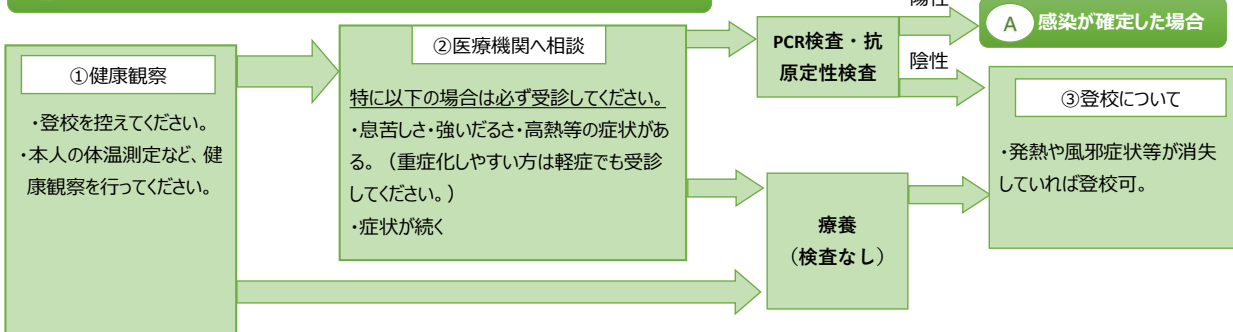 ①健康観察
・登校を控えてください。
・本人の体温測定など、健
康観察を行ってください。
②医療機関へ相談
特に以下の場合は必ず受診してください。
・息苦しさ・強いだるさ・高熱等の症状があ
る。（重症化しやすい方は軽症でも受診
してください。）
・症状が続く
PCR検査・抗
原定性検査
陽性
A 感染が確定した場合
陰性
③登校について
・発熱や風邪症状等が消失
していれば登校可。
療養
（検査なし）